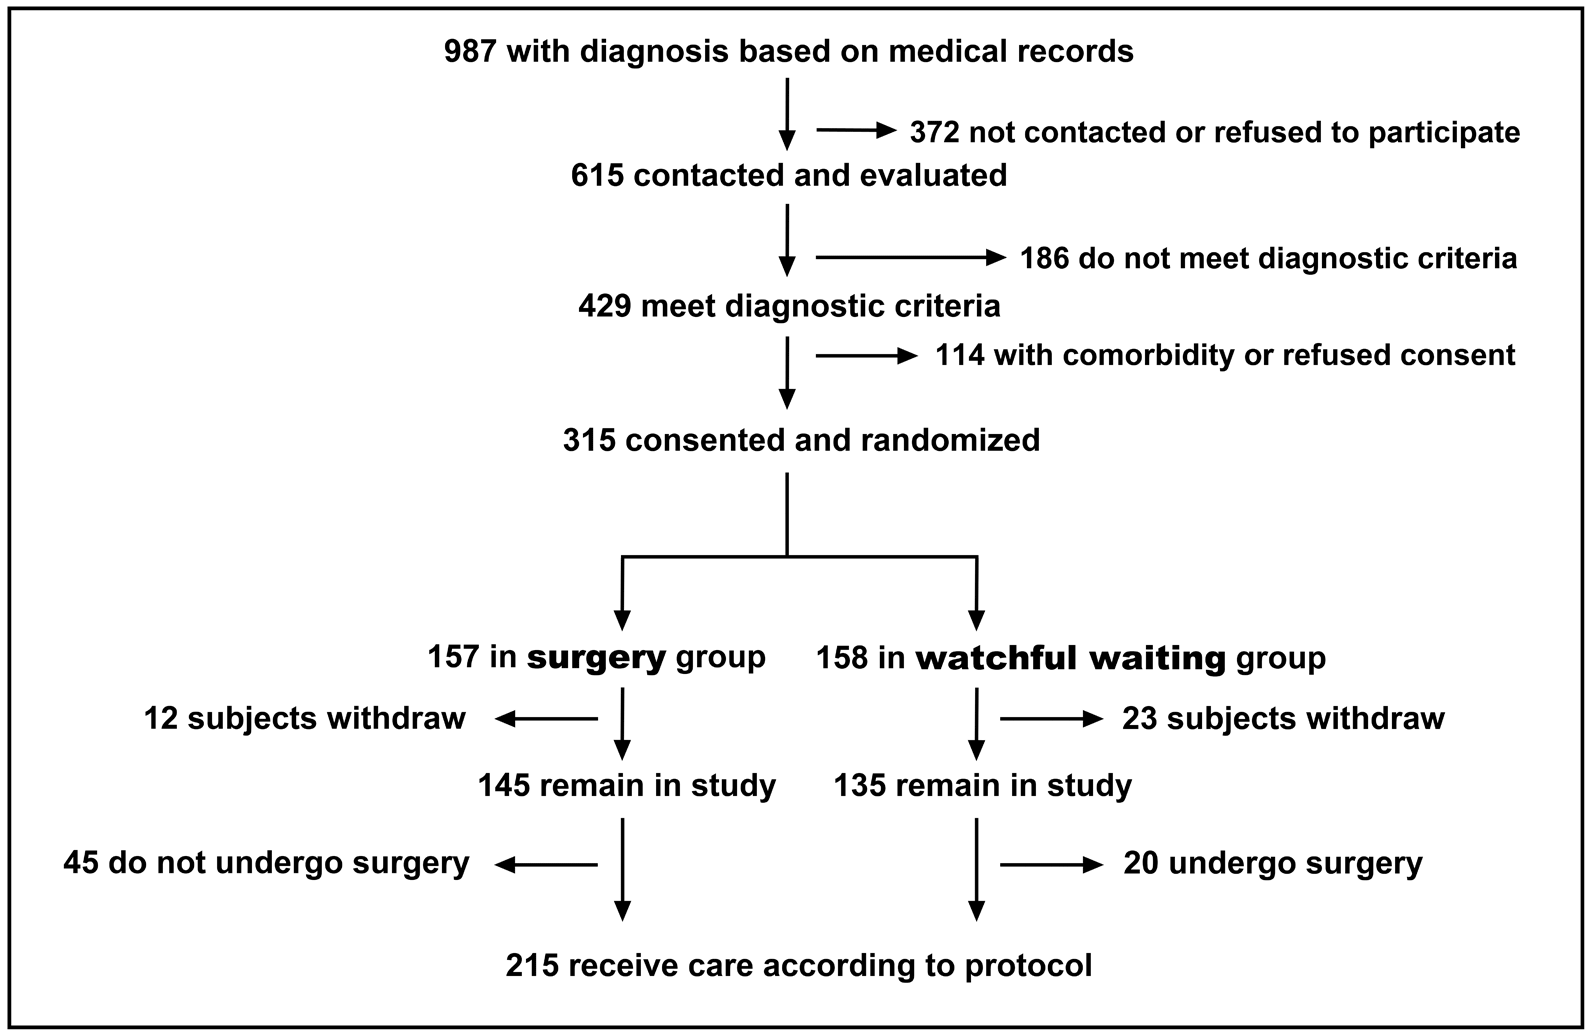 987 with diagnosis based on medical records
372 not contacted or refused to participate
615 contacted and evaluated
186 do not meet diagnostic criteria
429 meet diagnostic criteria
114 with comorbidity or refused consent
315 consented and randomized
157 in surgery group
158 in watchful waiting group
12 subjects withdraw
23 subjects withdraw
145 remain in study
135 remain in study
45 do not undergo surgery
20 undergo surgery
215 receive care according to protocol